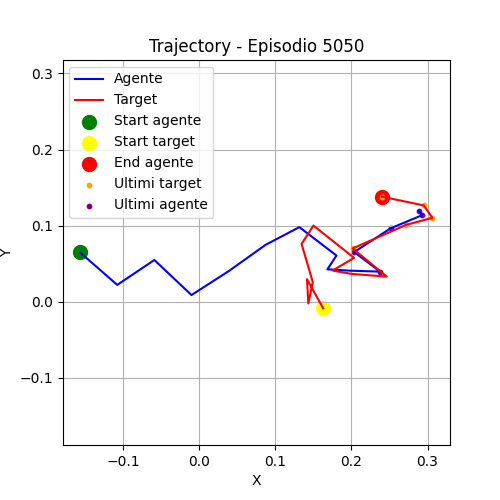 Trajectory - Episodio 5050
Agente
Target
Start agente
Start target
End agente
Ultimi target
Ultimi agente
0.3
0.2
0.1
0.0
−0.1
Y
−0.1
0.0
0.1
0.2
0.3
X